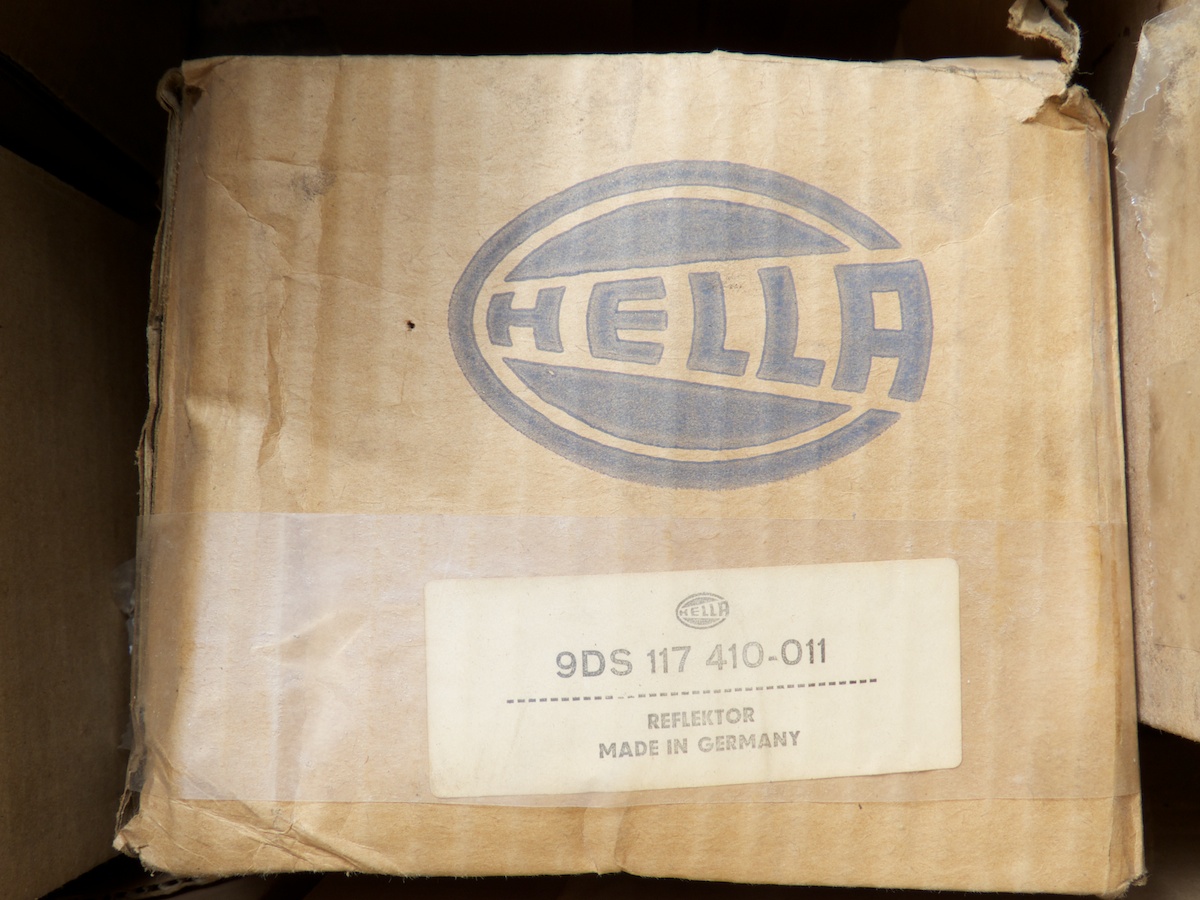 HELLA
HELLA
9DS 117 410-011
REFLEKTOR
MADE IN GERMANY